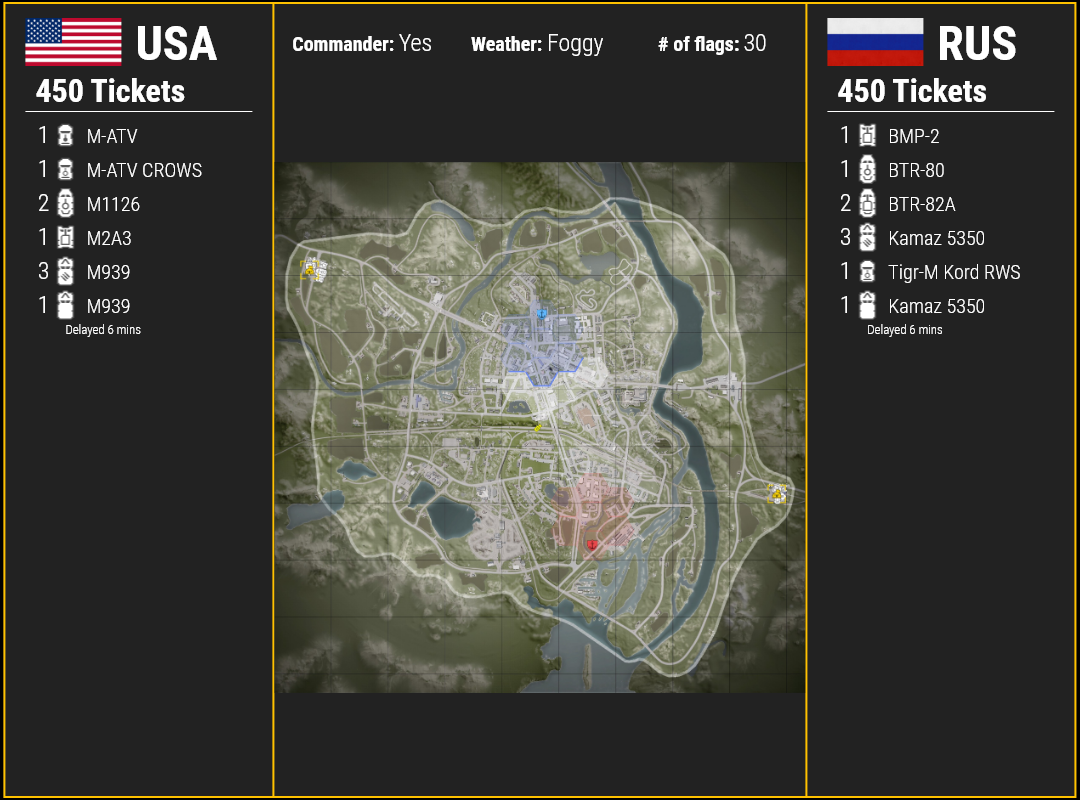 USA
450 Tickets
1 M-ATV
1 M-ATV CROWS
2 M1126
1 M2A3
3 M939
1 M939
Delayed 6 mins
Commander: Yes Weather: Foggy # of flags: 30
RUS
450 Tickets
1 BMP-2
1 BTR-80
2 BTR-82A
3 Kamaz 5350
1 Tigr-M Kord RWS
1 Kamaz 5350
Delayed 6 mins